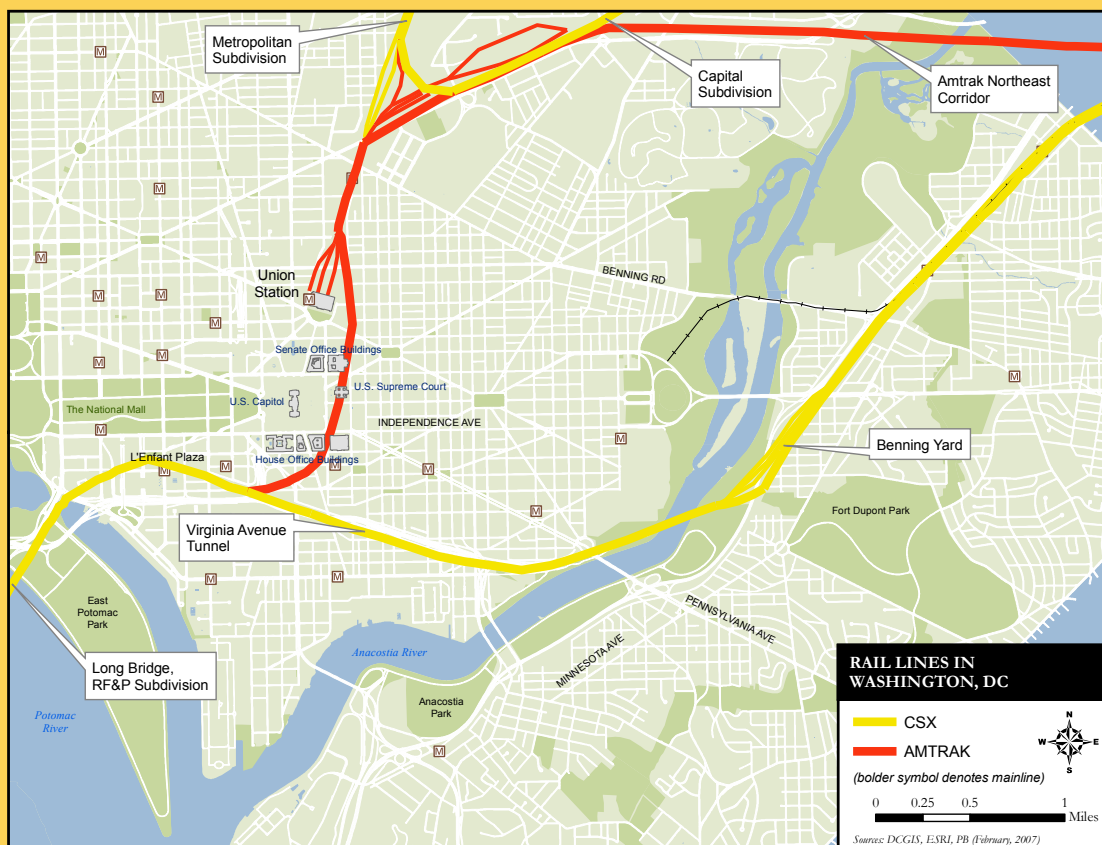 Metropolitan
Subdivision
Capital
Subdivision
Amtrak Northeast
Corridor
M
M
M
M
M
Union
Station
M
BENNING RD
M
M
M
M
M
M
Senate Office Buildings
U.S. Supreme Court
U.S. Capitol
M
The National Mall
INDEPENDENCE AVE
M
M
Benning Yard
L'Enfant Plaza
House Office Buildings
M
M
M
M
M
Fort Dupont Park
Virginia Avenue
Tunnel
M
M
East
Potomac
Park
PENNSYLVANIA AVE
MINNESOTA AVE
Anacostia River
Long Bridge,
RF&P Subdivision
Potomac
River
Anacostia
Park
M
RAIL LINES IN
WASHINGTON, DC
CSX
AMTRAK
N
W
E
S
(bolder symbol denotes mainline)
0 0.25 0.5 1
Miles
Sources: DCGIS, ESRI, PB (February, 2007)